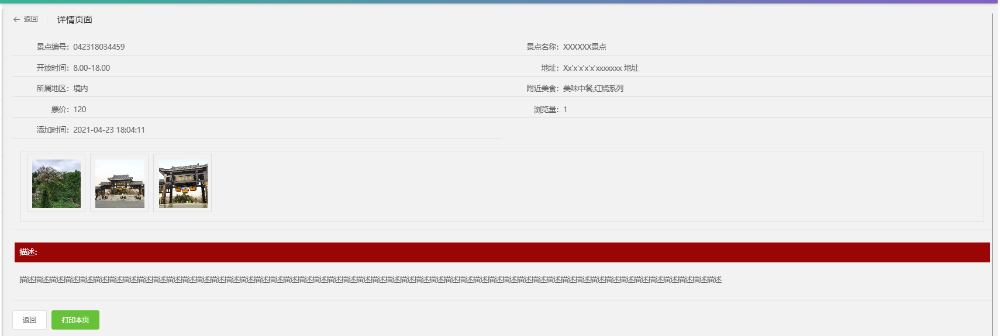 返回 详情页面
景点编号：042318034459 景点名称：XXXXXX景点
开放时间：8.00-18.00 地址：Xx'x'x'x'x'xxxxxxx 地址
所属地区：境内 附近美食：美味中餐,红烧系列
票价：120 浏览量：1
添加时间：2021-04-23 18:04:11
描述：
描述描述描述描述描述描述描述描述描述描述描述描述描述描述描述描述描述描述描述描述描述描述描述描述描述描述描述描述描述描述描述描述描述描述描述描述描述描述描述描述描述描述描述描述描述描述描述描述
返回 打印本页